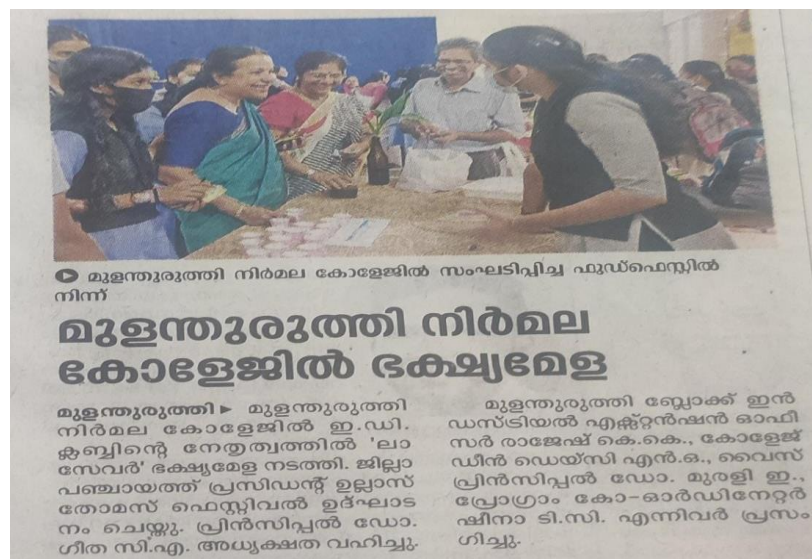 മുളന്തുരുത്തി നിർമല കോളേജിൽ സംഘടിപ്പിച്ച ഫുഡ്ഫെസ്റ്റിൽ
നിന്ന്
മുളന്തുരുത്തി നിർമല
കോളേജിൽ ഭക്ഷ്യമേള
മുളന്തുരുത്തി ▸ മുളന്തുരുത്തി
നിർമല കോളേജിൽ ഇ.ഡി.
ക്ലബ്ബിന്റെ നേതൃത്വത്തിൽ 'ലാ
സേവർ' ഭക്ഷ്യമേള നടത്തി. ജില്ലാ
പഞ്ചായത്ത് പ്രസിഡന്റ് ഉല്ലാസ്
തോമസ് ഫെസ്റ്റിവൽ ഉദ്ഘാട
നം ചെയ്തു. പ്രിൻസിപ്പൽ ഡോ.
ഗീത സി.എ. അധ്യക്ഷത വഹിച്ചു.
മുളന്തുരുത്തി ബ്ലോക്ക് ഇൻ
ഡസ്ട്രിയൽ എക്സ്റ്റൻഷൻ ഓഫീ
സർ രാജേഷ് കെ.കെ., കോളേജ്
ഡീൻ ഡെയ്സി എൻ.ഒ., വൈസ്
പ്രിൻസിപ്പൽ ഡോ. മുരളി ഇ.,
പ്രോഗ്രാം കോ-ഓർഡിനേറ്റർ
ഷീനാ ടി.സി. എന്നിവർ പ്രസം
ഗിച്ചു.